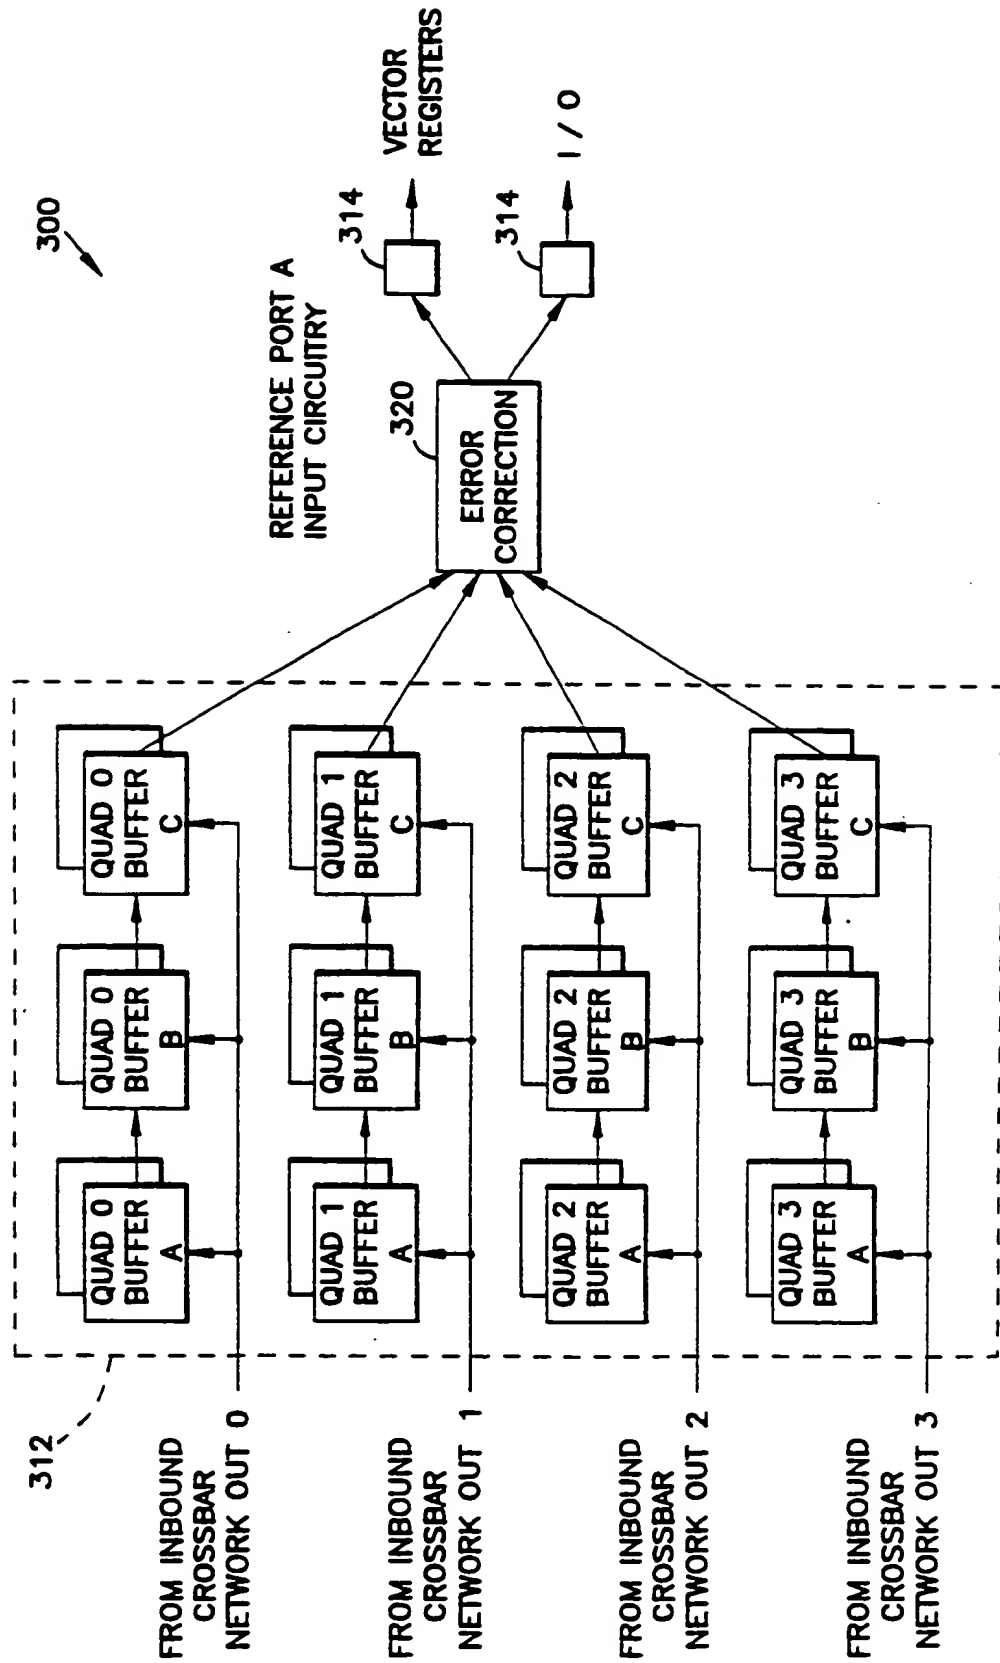 300
REFERENCE PORT A
INPUT CIRCUITRY
312
FROM INBOUND
CROSSBAR
NETWORK OUT 0
QUAD 0
BUFFER
A
QUAD 0
BUFFER
B
QUAD 0
BUFFER
C
FROM INBOUND
CROSSBAR
NETWORK OUT 1
QUAD 1
BUFFER
A
QUAD 1
BUFFER
B
QUAD 1
BUFFER
C
FROM INBOUND
CROSSBAR
NETWORK OUT 2
QUAD 2
BUFFER
A
QUAD 2
BUFFER
B
QUAD 2
BUFFER
C
FROM INBOUND
CROSSBAR
NETWORK OUT 3
QUAD 3
BUFFER
A
QUAD 3
BUFFER
B
QUAD 3
BUFFER
C
320
ERROR
CORRECTION
314
VECTOR
REGISTERS
314
I / O